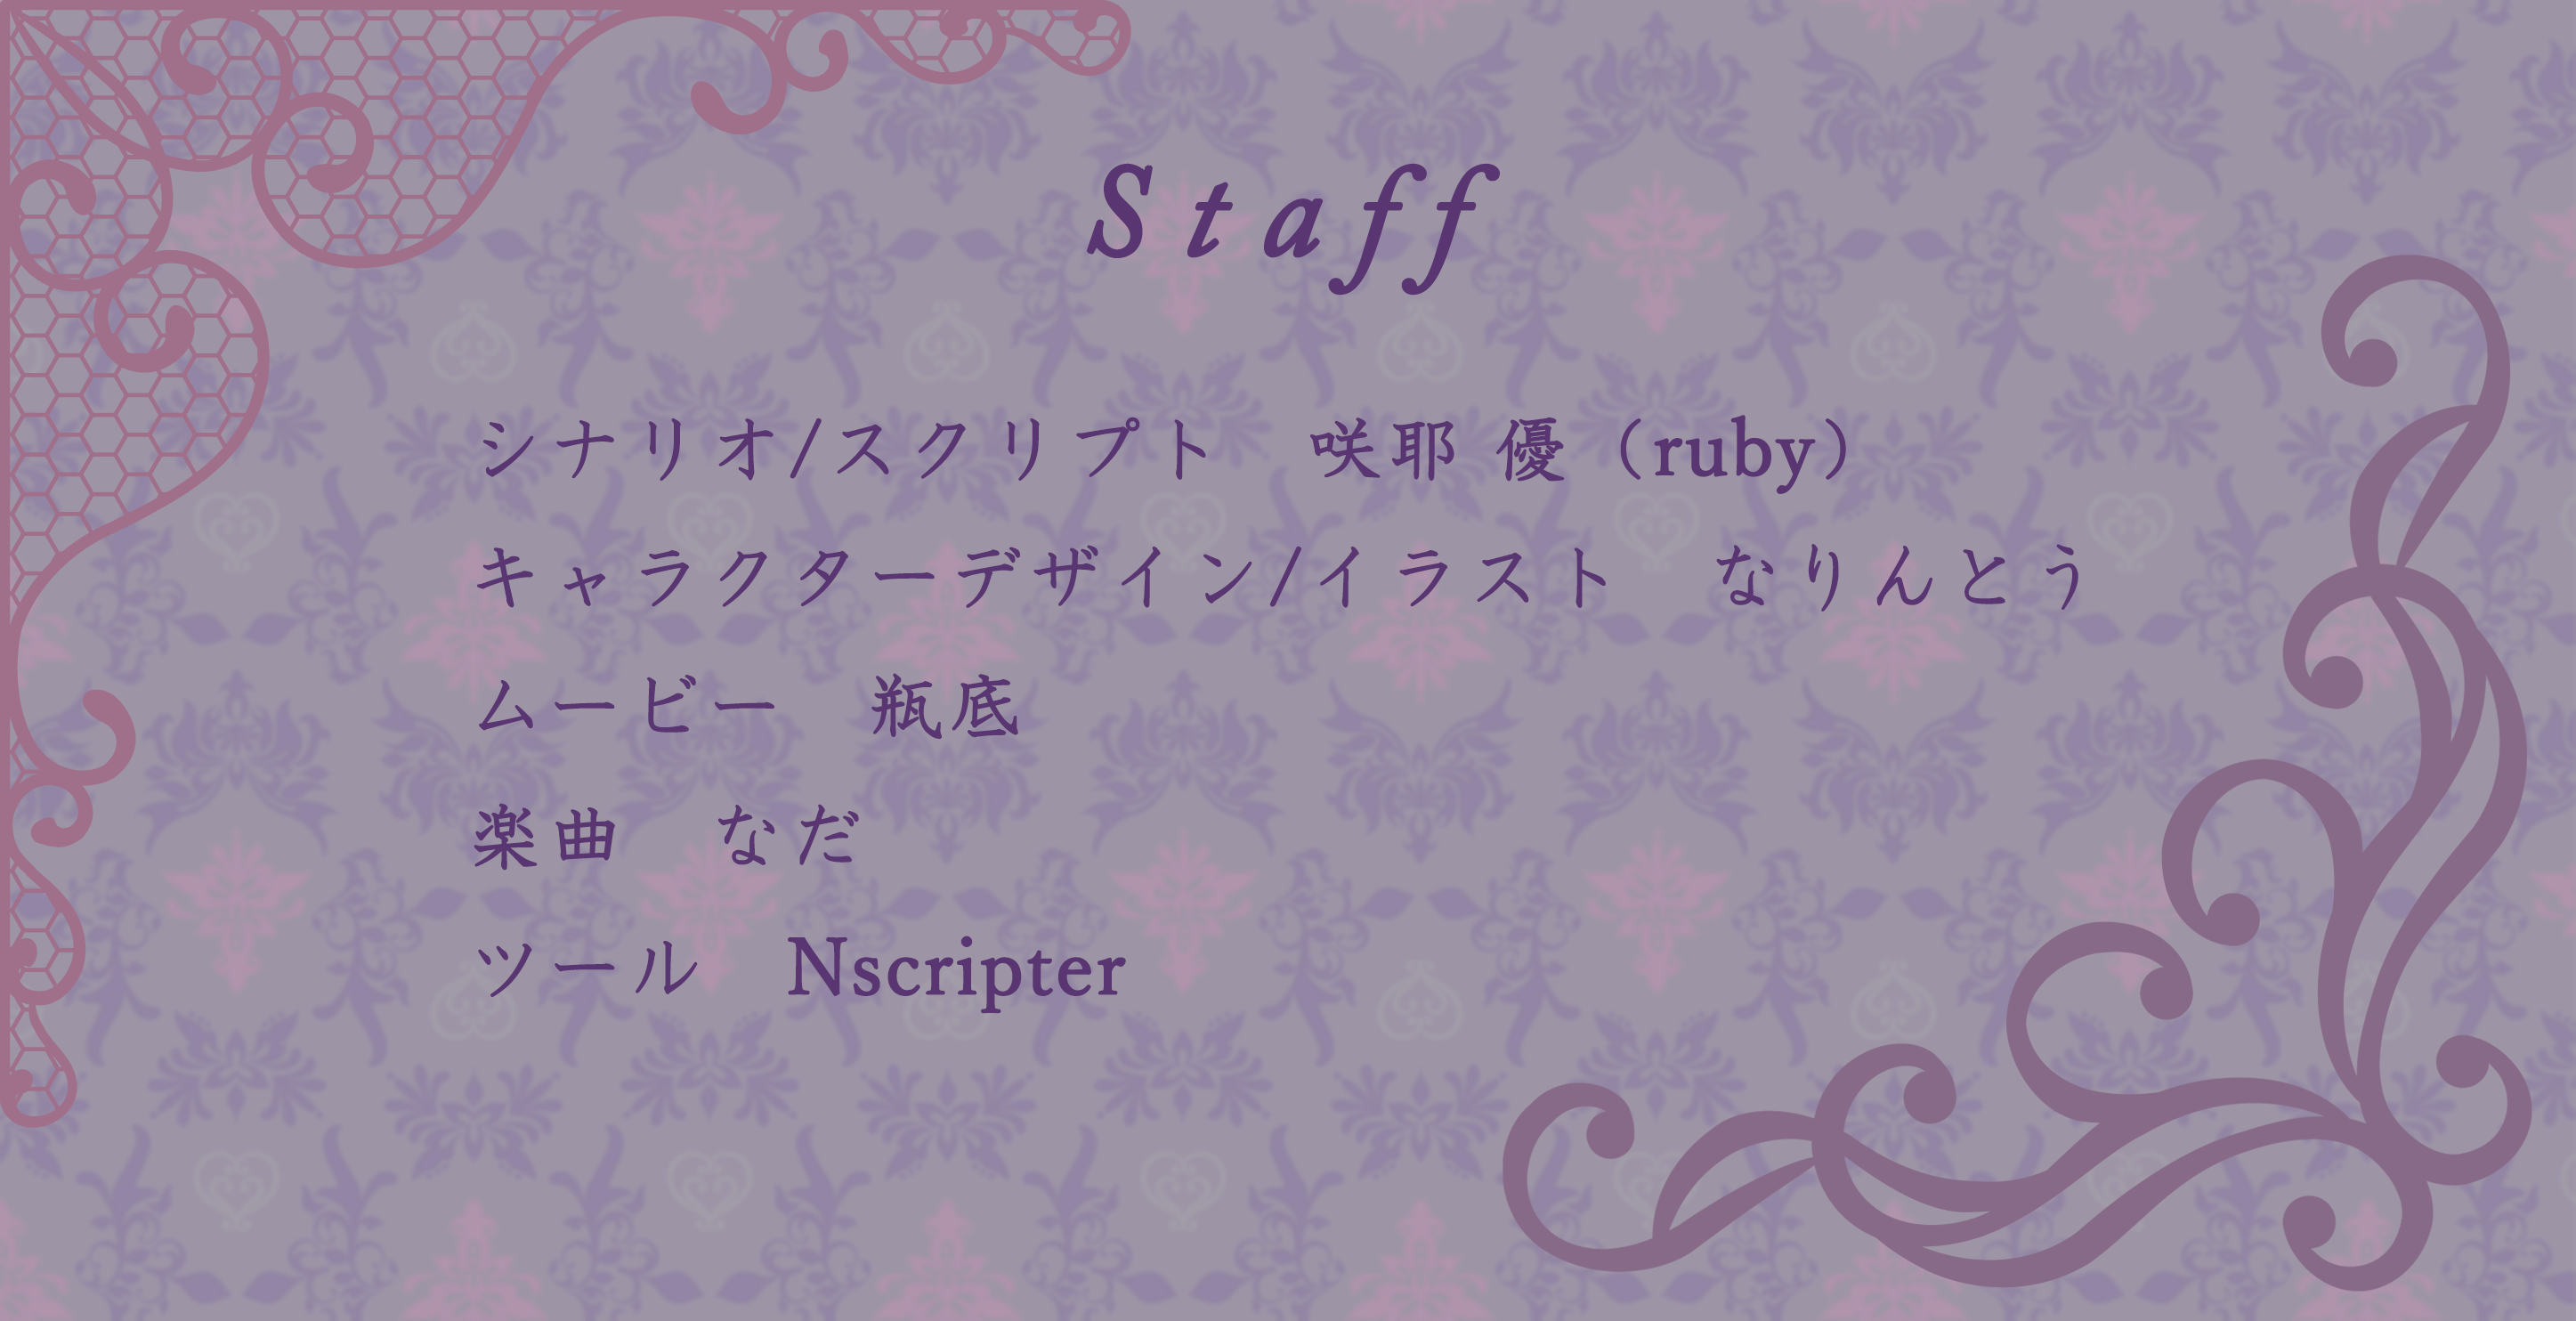 Staff
シナリオ/スクリプト　咲耶 優（ruby）
キャラクターデザイン/イラスト　なりんとう
ムービー　瓶底
楽曲　なだ
ツール　Nscripter